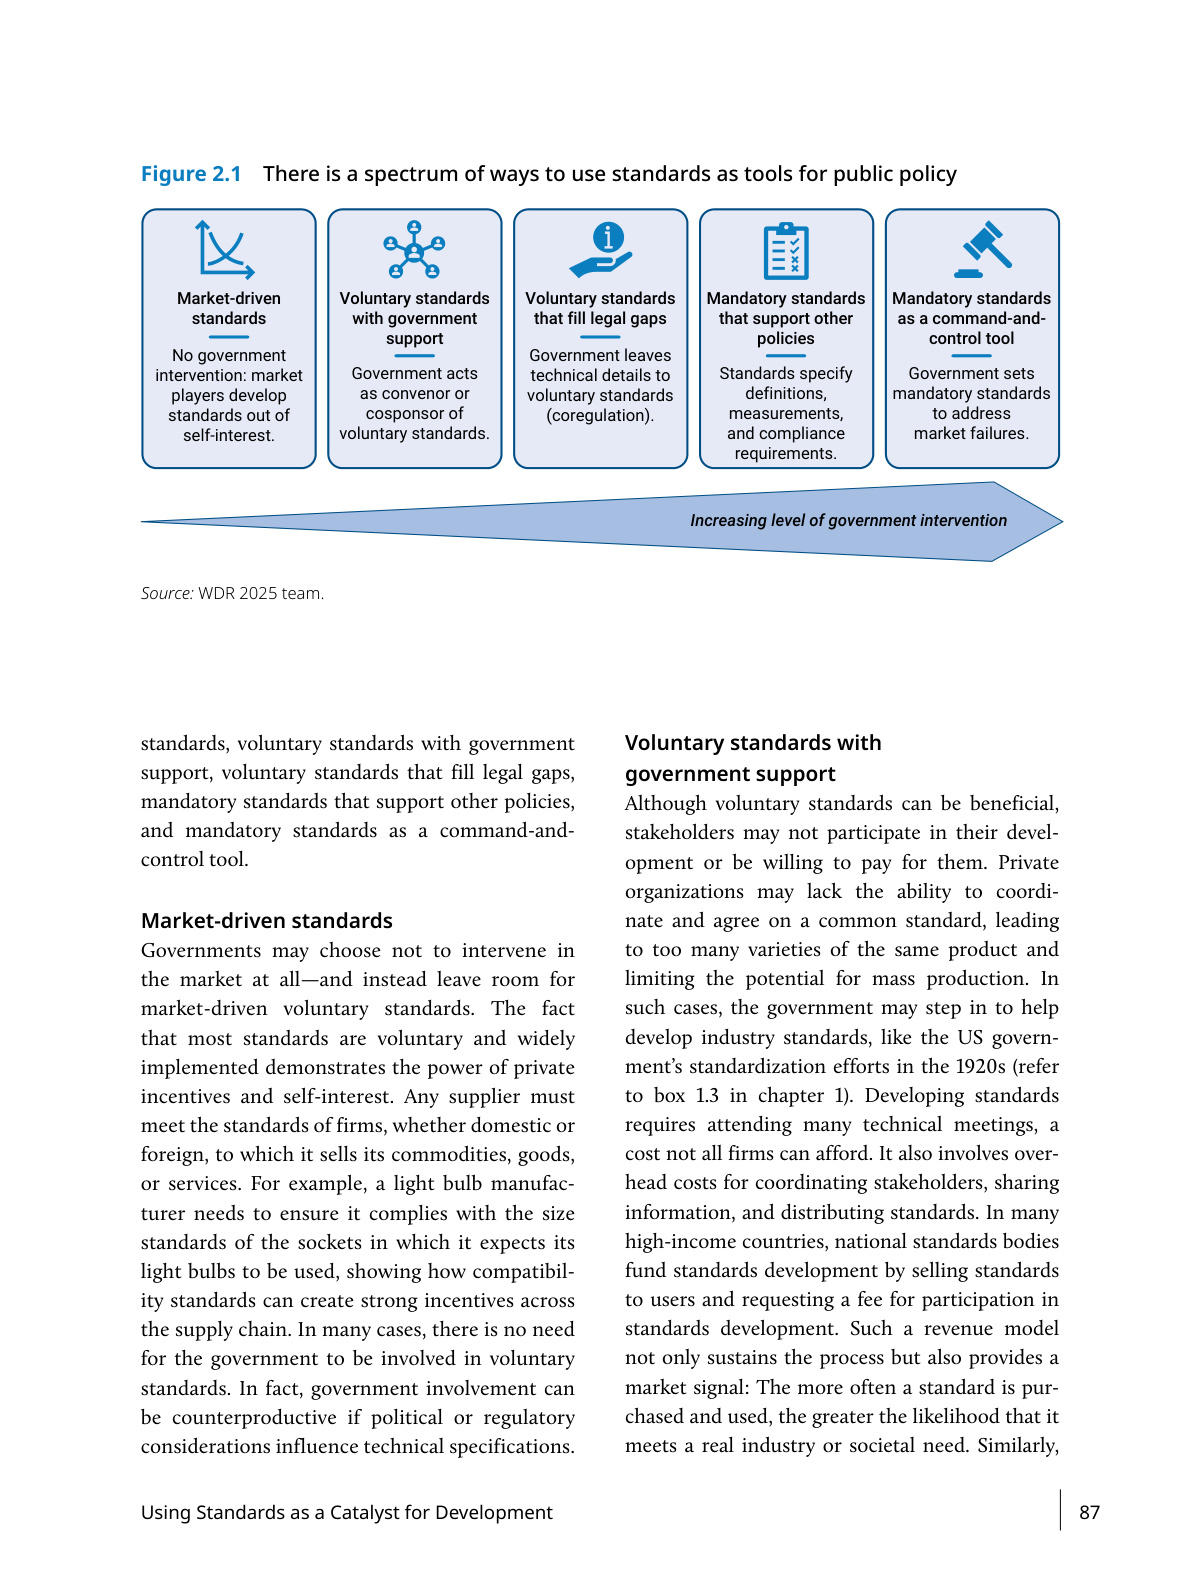 Figure 2.1 There is a spectrum of ways to use standards as tools for public policy
Market-driven
standards
No government
intervention: market
players develop
standards out of
self-interest.
Voluntary standards
with government
support
Government acts
as convenor or
cosponsor of
voluntary standards.
Voluntary standards
that fill legal gaps
Government leaves
technical details to
voluntary standards
(coregulation).
Mandatory standards
that support other
policies
Standards specify
definitions,
measurements,
and compliance
requirements.
Mandatory standards
as a command-and-
control tool
Government sets
mandatory standards
to address
market failures.
Increasing level of government intervention
Source: WDR 2025 team.
standards, voluntary standards with government
support, voluntary standards that fill legal gaps,
mandatory standards that support other policies,
and mandatory standards as a command-and-
control tool.
Market-driven standards
Governments may choose not to intervene in
the market at all—and instead leave room for
market-driven voluntary standards. The fact
that most standards are voluntary and widely
implemented demonstrates the power of private
incentives and self-interest. Any supplier must
meet the standards of firms, whether domestic or
foreign, to which it sells its commodities, goods,
or services. For example, a light bulb manufac-
turer needs to ensure it complies with the size
standards of the sockets in which it expects its
light bulbs to be used, showing how compatibil-
ity standards can create strong incentives across
the supply chain. In many cases, there is no need
for the government to be involved in voluntary
standards. In fact, government involvement can
be counterproductive if political or regulatory
considerations influence technical specifications.
Voluntary standards with
government support
Although voluntary standards can be beneficial,
stakeholders may not participate in their devel-
opment or be willing to pay for them. Private
organizations may lack the ability to coordi-
nate and agree on a common standard, leading
to too many varieties of the same product and
limiting the potential for mass production. In
such cases, the government may step in to help
develop industry standards, like the US govern-
ment’s standardization efforts in the 1920s (refer
to box 1.3 in chapter 1). Developing standards
requires attending many technical meetings, a
cost not all firms can afford. It also involves over-
head costs for coordinating stakeholders, sharing
information, and distributing standards. In many
high-income countries, national standards bodies
fund standards development by selling standards
to users and requesting a fee for participation in
standards development. Such a revenue model
not only sustains the process but also provides a
market signal: The more often a standard is pur-
chased and used, the greater the likelihood that it
meets a real industry or societal need. Similarly,
Using Standards as a Catalyst for Development
87